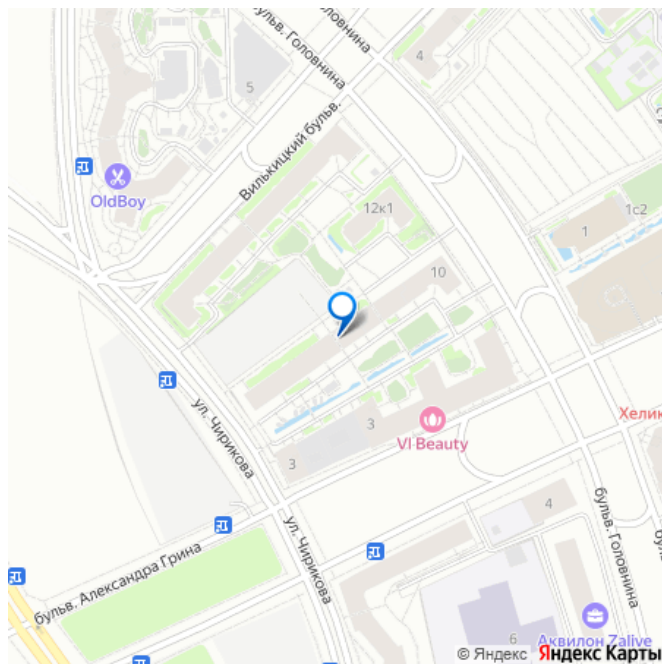 бульв. Головнина
Головнина
4
5
Вилькицкий бульв.
OldBoy
12к1
1с2
1
10
ул. Чирикова
3
VI Beauty
Хелик
3
бульв. Александра Грина
ул. Чирикова
4
бульв. Головнина
6
Аквилон Zalive
© Яндекс Яндекс Карты